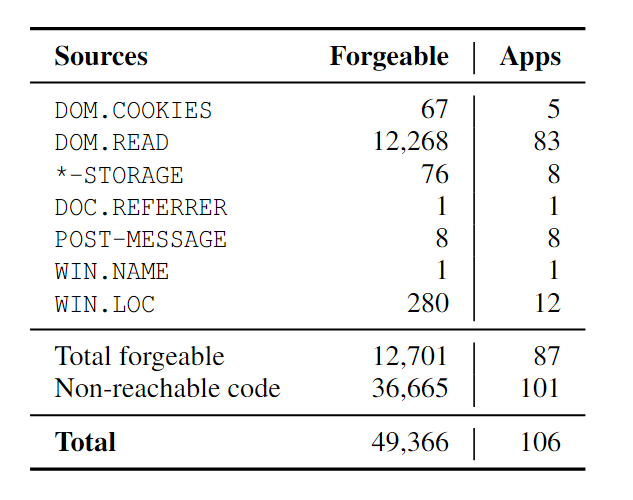 Sources Forgeable Apps
DOM.COOKIES 67 5
DOM.READ 12,268 83
*-STORAGE 76 8
DOC.REFERRER 1 1
POST-MESSAGE 8 8
WIN.NAME 1 1
WIN.LOC 280 12
Total forgeable 12,701 87
Non-reachable code 36,665 101
Total 49,366 106